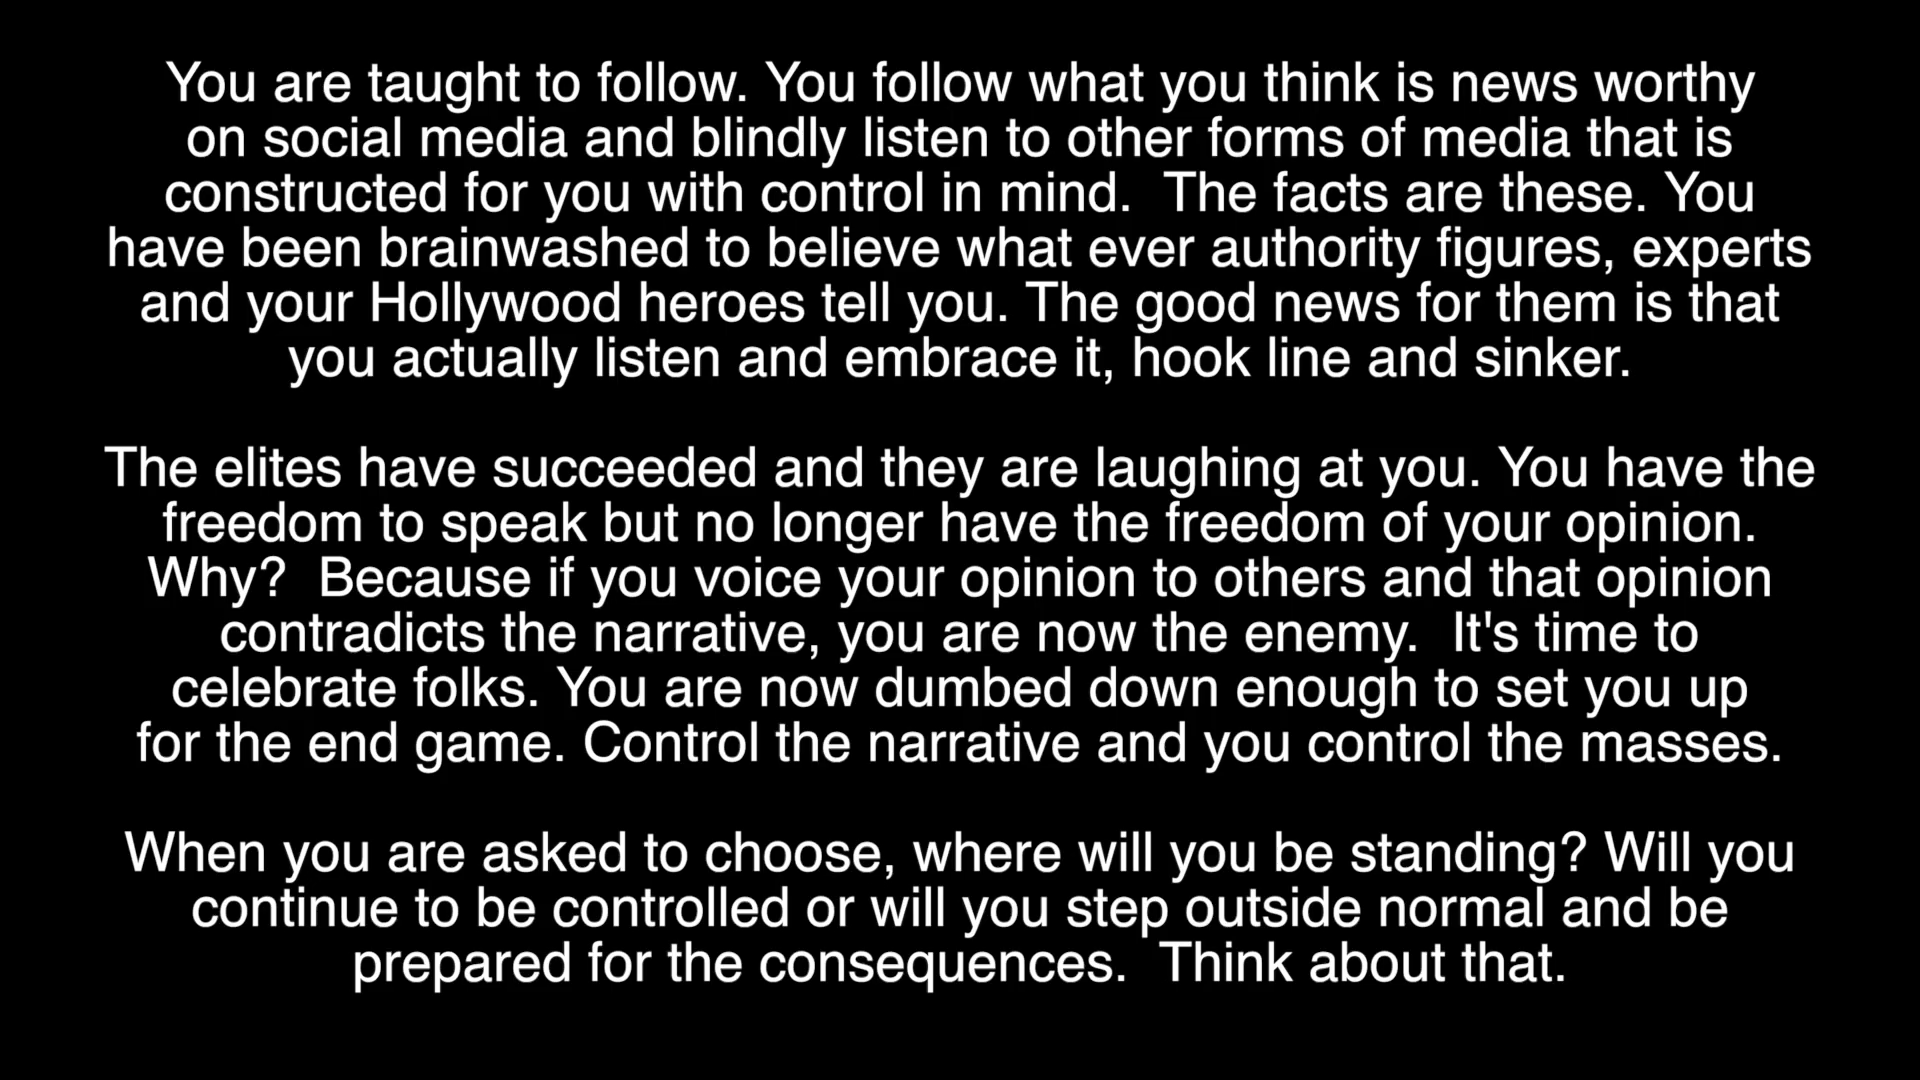 You are taught to follow. You follow what you think is news worthy
on social media and blindly listen to other forms of media that is
constructed for you with control in mind.  The facts are these. You
have been brainwashed to believe what ever authority figures, experts
and your Hollywood heroes tell you. The good news for them is that
you actually listen and embrace it, hook line and sinker.

The elites have succeeded and they are laughing at you. You have the
freedom to speak but no longer have the freedom of your opinion.
Why?  Because if you voice your opinion to others and that opinion
contradicts the narrative, you are now the enemy.  It's time to
celebrate folks. You are now dumbed down enough to set you up
for the end game. Control the narrative and you control the masses.

When you are asked to choose, where will you be standing? Will you
continue to be controlled or will you step outside normal and be
prepared for the consequences.  Think about that.